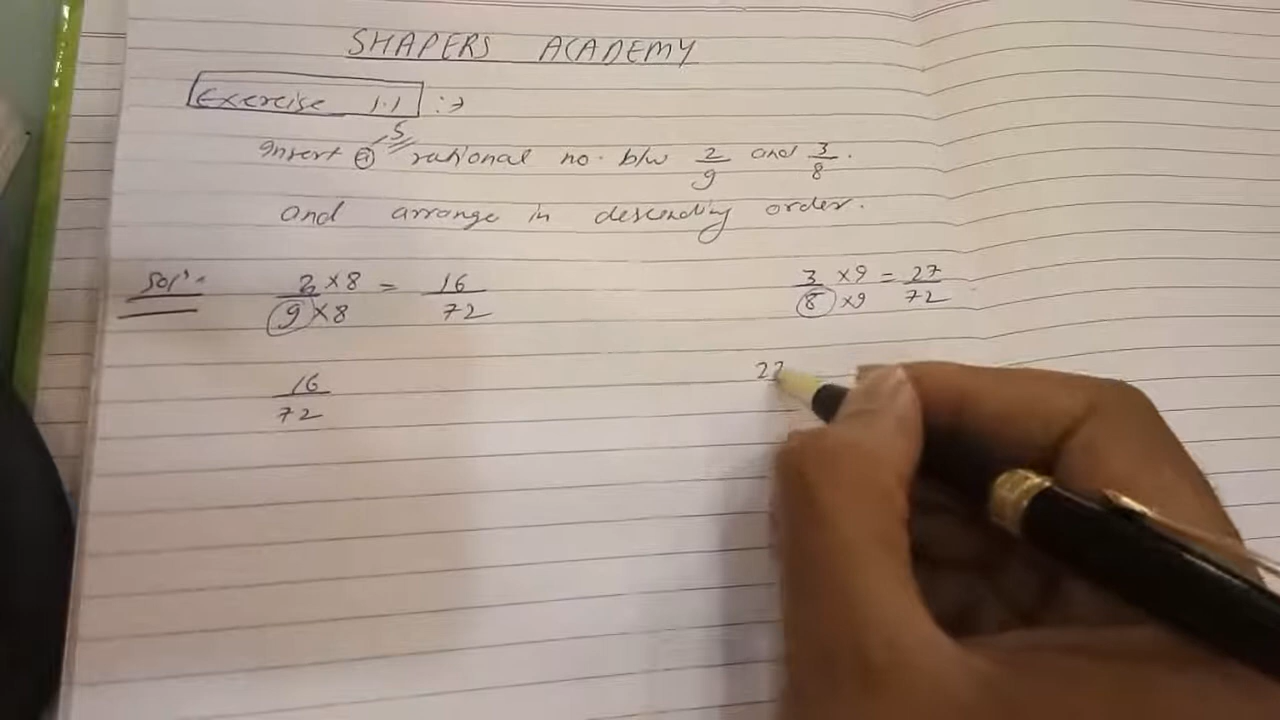 SHAPERS ACADEMY
Exercise 1.1 :→
Insert a 5 rational no. b/w 2/9 and 3/8.
and arrange in descending order.
Sol:- 2×8/9×8 = 16/72 3×9/8×9 = 27/72
16/72 27